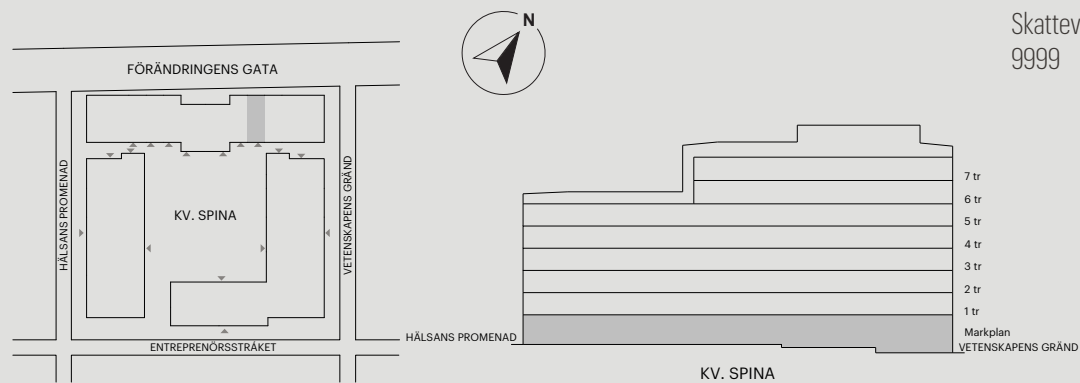 FÖRÄNDRINGENS GATA
HÄLSANS PROMENAD
VETENSKAPENS GRÄND
KV. SPINA
ENTREPRENÖRSSTRÅKET
N
Skattev
9999
7 tr
6 tr
5 tr
4 tr
3 tr
2 tr
1 tr
Markplan
HÄLSANS PROMENAD
VETENSKAPENS GRÄND
KV. SPINA